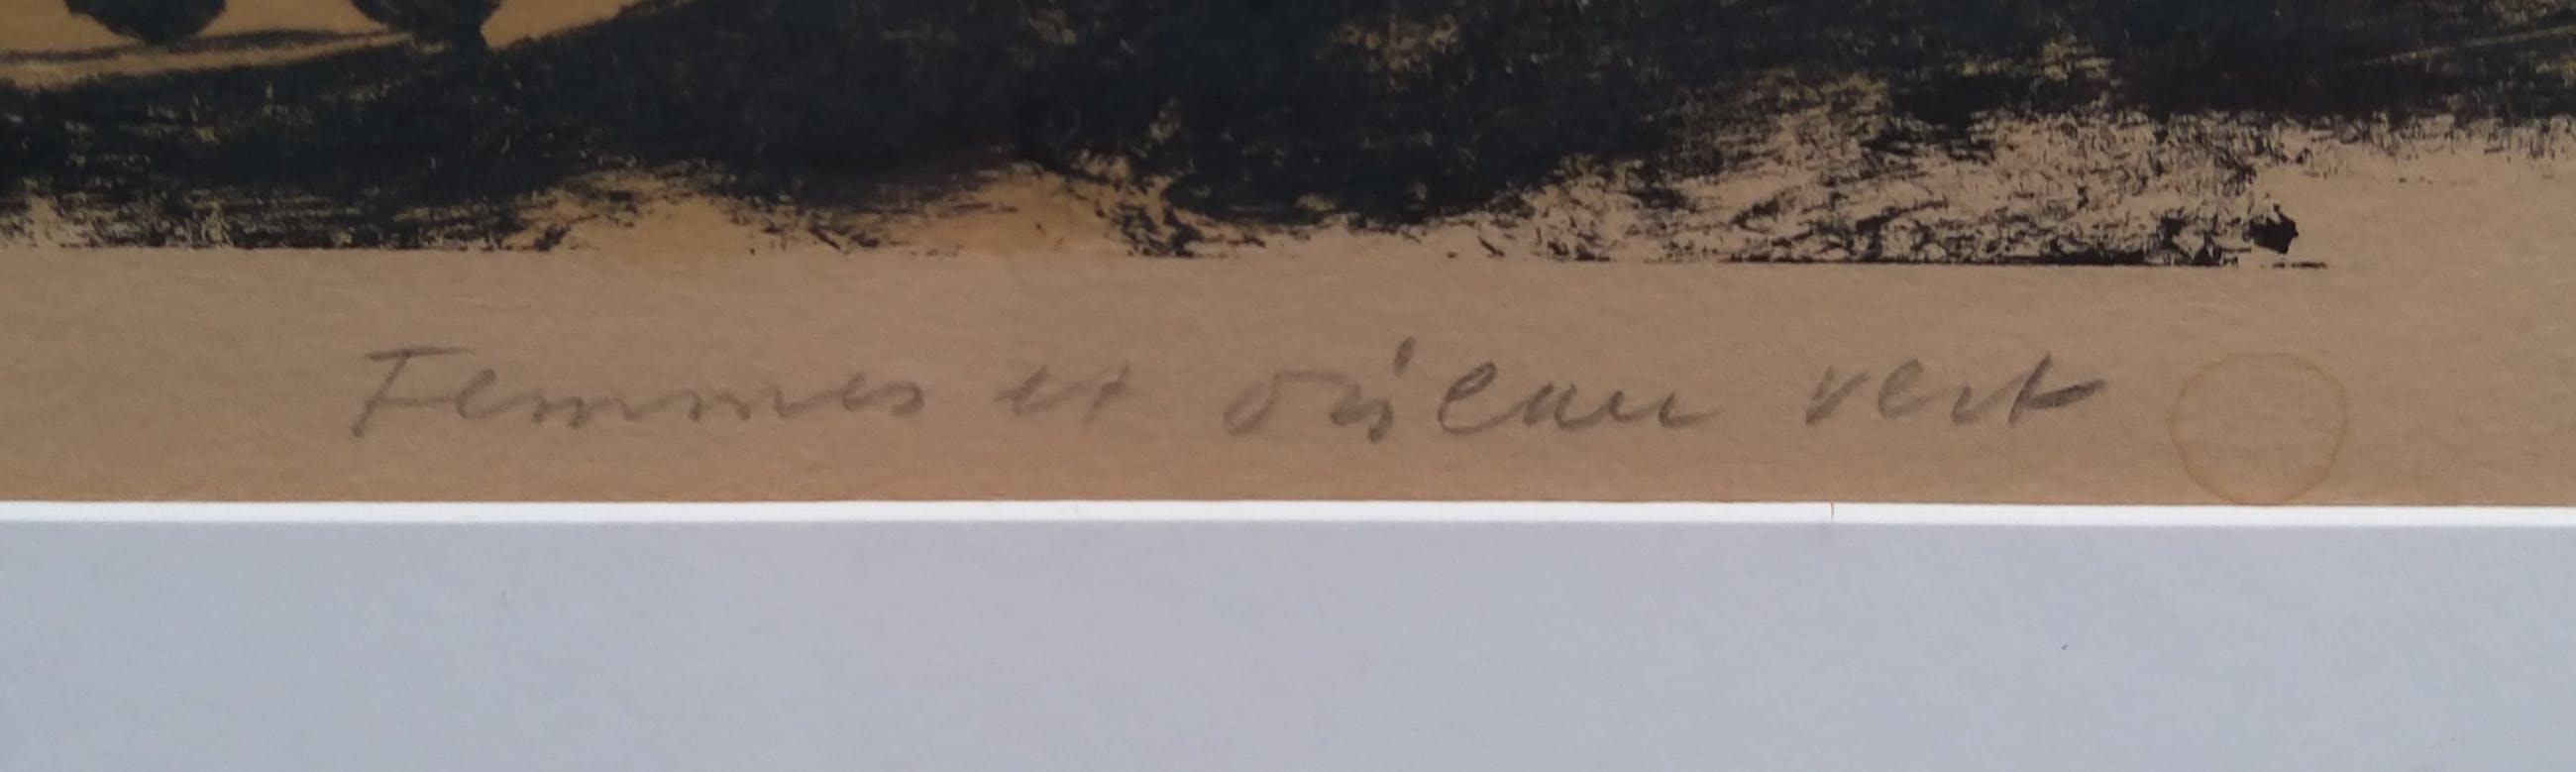 Femmes et oiseau vert